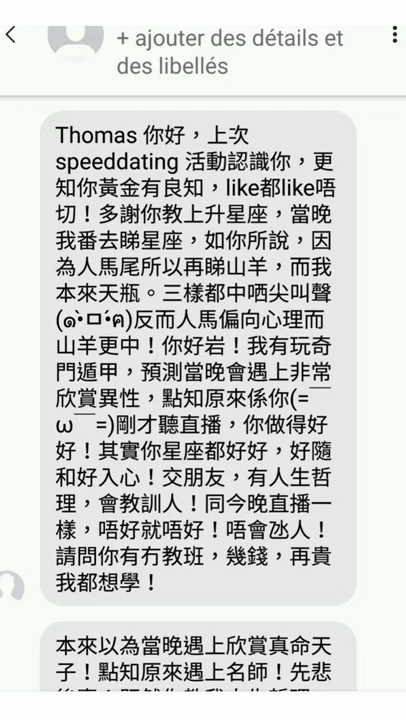 + ajouter des détails et
des libellés
Thomas 你好，上次
speeddating 活動認識你，更
知你黃金有良知，like都like唔
切！多謝你教上升星座，當晚
我番去睇星座，如你所說，因
為人馬尾所以再睇山羊，而我
本來天瓶。三樣都中哂尖叫聲
(๑•̀ㅁ•́ฅ)反而人馬偏向心理而
山羊更中！你好岩！我有玩奇
門遁甲，預測當晚會遇上非常
欣賞異性，點知原來係你(=￣
ω￣=)剛才聽直播，你做得好
好！其實你星座都好好，好隨
和好入心！交朋友，有人生哲
理，會教訓人！同今晚直播一
樣，唔好就唔好！唔會氹人！
請問你有冇教班，幾錢，再貴
我都想學！
本來以為當晚遇上欣賞真命天
子！點知原來遇上名師！先悲